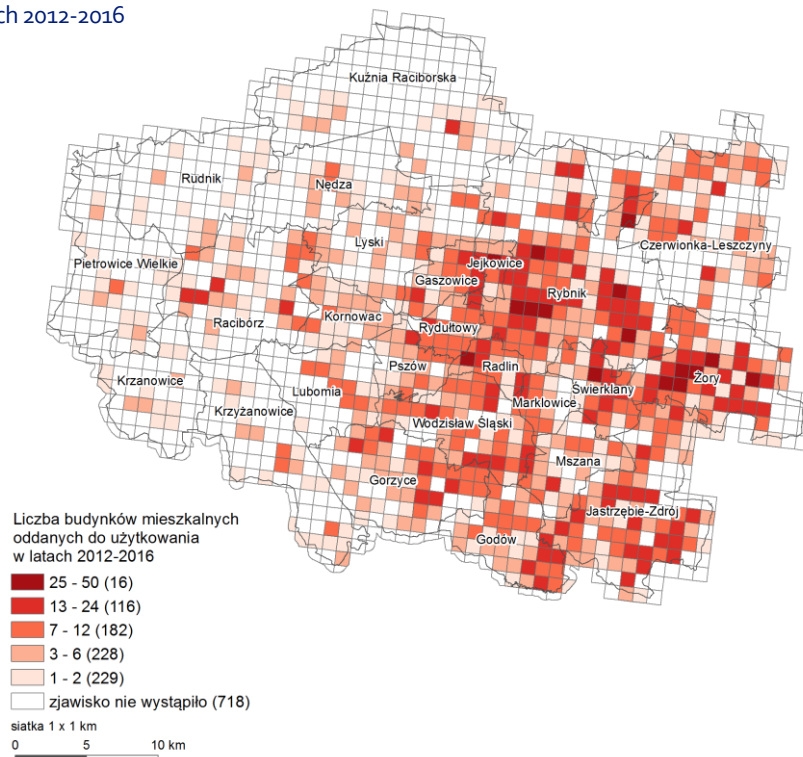 ch 2012-2016
Kuźnia Raciborska
Rudnik
Nędza
Lyski
Czerwionka-Leszczyny
Pietrowice Wielkie
Jejkowice
Gaszowice
Rybnik
Racibórz
Kornowac
Rydułtowy
Pszów
Radlin
Żory
Krzanowice
Świerklany
Lubomia
Krzyżanowice
Marklowice
Wodzisław Śląski
Mszana
Gorzyce
Jastrzębie-Zdrój
Godów
Liczba budynków mieszkalnych
oddanych do użytkowania
w latach 2012-2016
25 - 50 (16)
13 - 24 (116)
7 - 12 (182)
3 - 6 (228)
1 - 2 (229)
zjawisko nie wystąpiło (718)
siatka 1 x 1 km
0 5 10 km